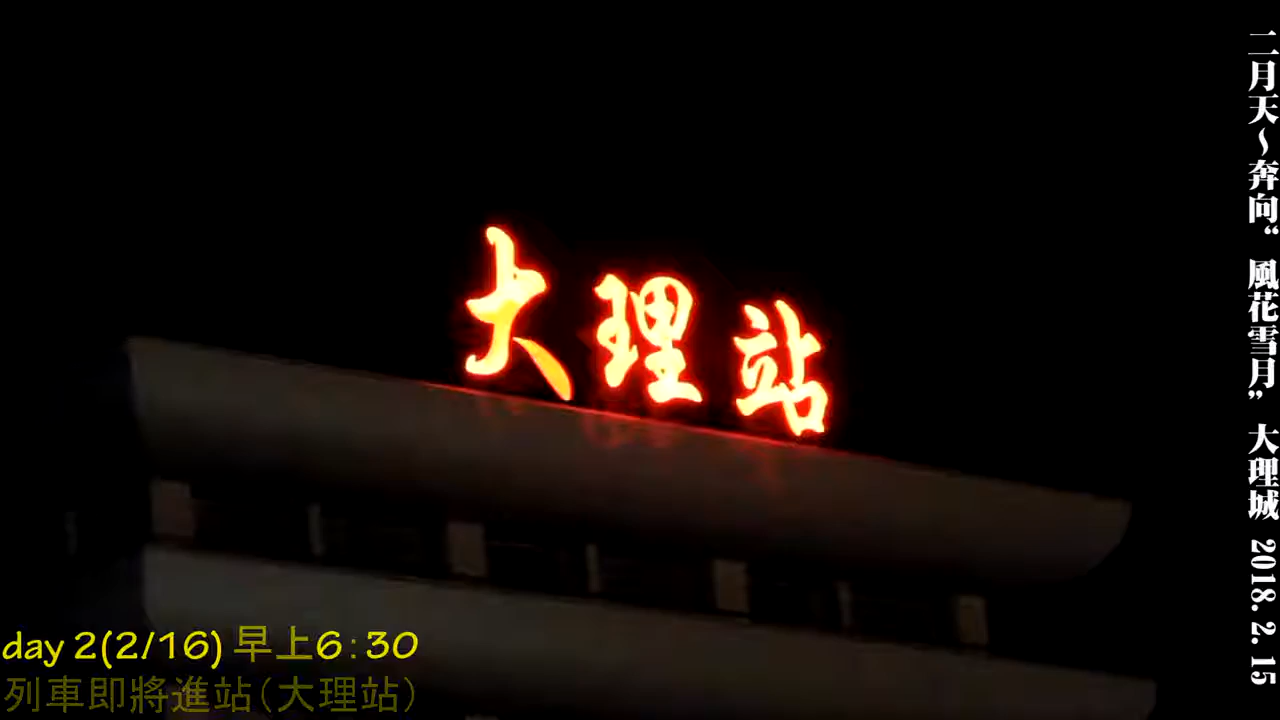 大理站
二月天～奔向“風花雪月”大理城 2018.2.15
day 2(2/16) 早上6:30
列車即將進站(大理站)